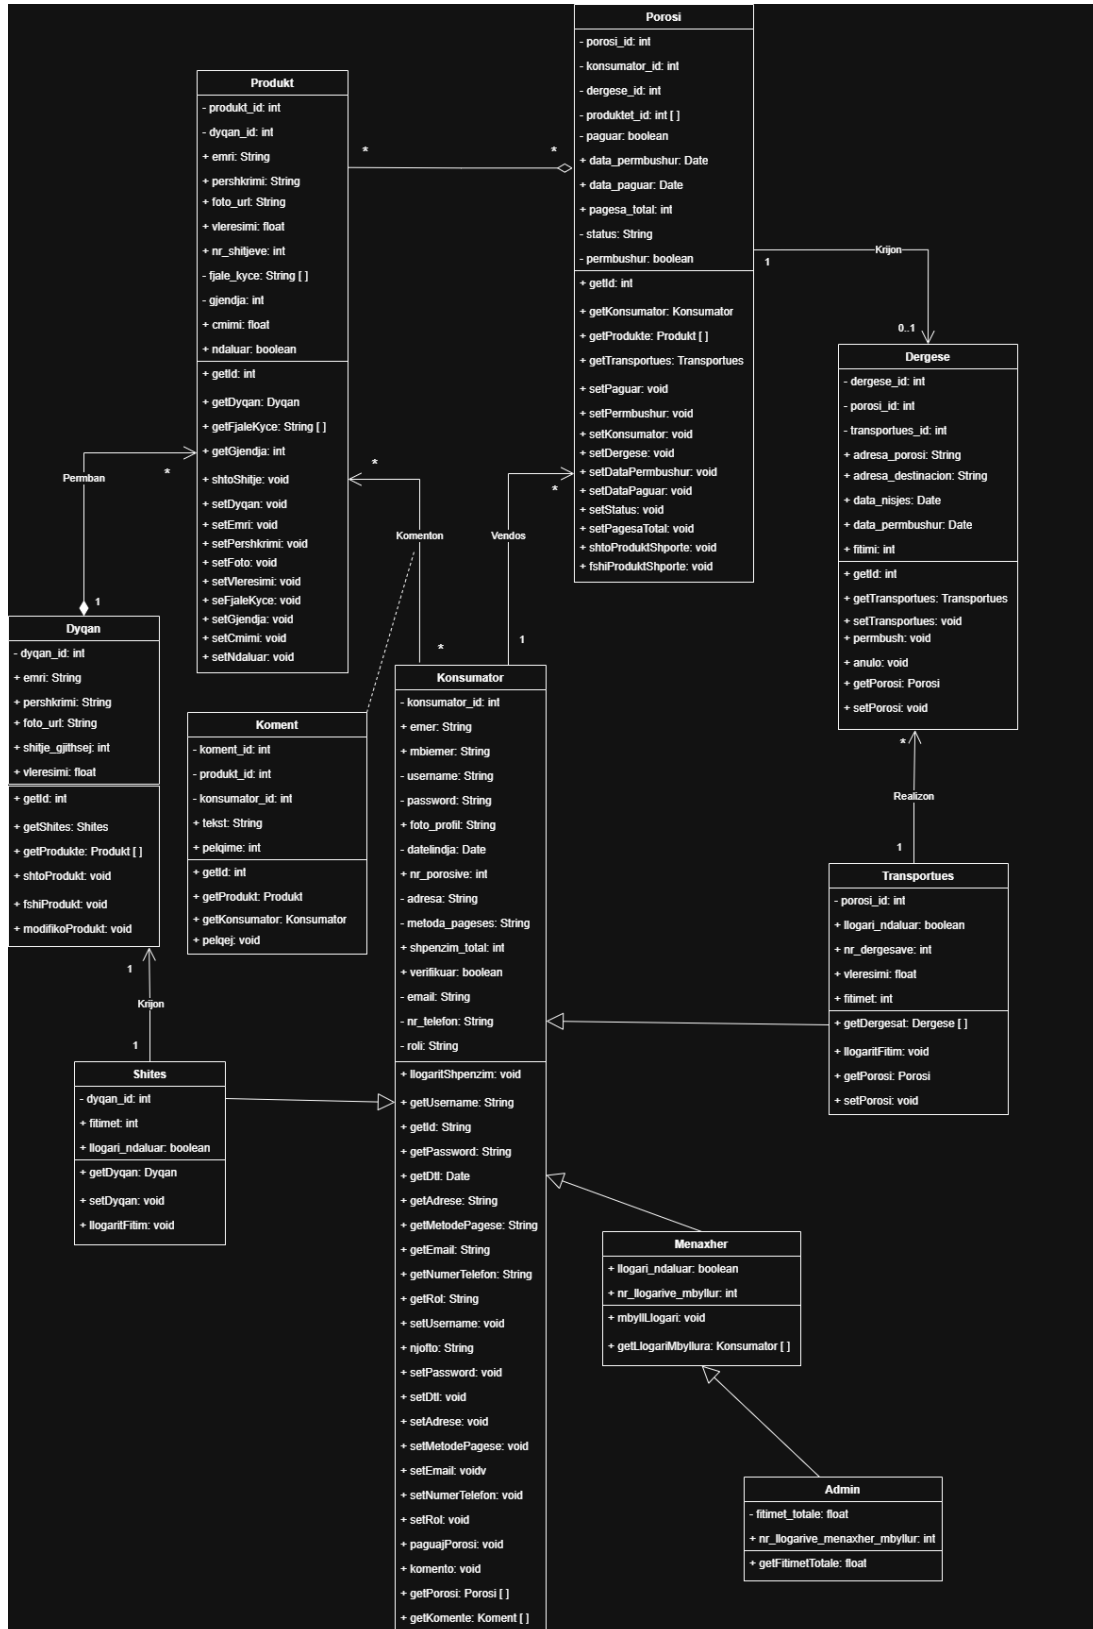 Porosi
- porosi_id: int
- konsumator_id: int
- dergese_id: int
- produktet_id: int [ ]
- paguar: boolean
+ data_permbushur: Date
+ data_paguar: Date
+ pagesa_total: int
- status: String
- permbushur: boolean
+ getId: int
+ getKonsumator: Konsumator
+ getProdukte: Produkt [ ]
+ getTransportues: Transportues
+ setPaguar: void
+ setPermbushur: void
+ setKonsumator: void
+ setDergese: void
+ setDataPermbushur: void
+ setDataPaguar: void
+ setStatus: void
+ setPagesaTotal: void
+ shtoProduktShporte: void
+ fshiProduktShporte: void
Produkt
- produkt_id: int
- dyqan_id: int
+ emri: String
+ pershkrimi: String
+ foto_url: String
+ vleresimi: float
+ nr_shitjeve: int
- fjale_kyce: String [ ]
- gjendja: int
+ cmimi: float
+ ndaluar: boolean
+ getId: int
+ getDyqan: Dyqan
+ getFjaleKyce: String [ ]
+ getGjendja: int
+ shtoShitje: void
+ setDyqan: void
+ setEmri: void
+ setPershkrimi: void
+ setFoto: void
+ setVleresimi: void
+ seFjaleKyce: void
+ setGjendja: void
+ setCmimi: void
+ setNdaluar: void
*
*
1
Krijon
0..1
Dergese
- dergese_id: int
- porosi_id: int
- transportues_id: int
+ adresa_porosi: String
+ adresa_destinacion: String
+ data_nisjes: Date
+ data_permbushur: Date
+ fitimi: int
+ getId: int
+ getTransportues: Transportues
+ setTransportues: void
+ permbush: void
+ anulo: void
+ getPorosi: Porosi
+ setPorosi: void
Permban
*
1
*
Komenton
*
Vendos
*
1
Dyqan
- dyqan_id: int
+ emri: String
+ pershkrimi: String
+ foto_url: String
+ shitje_gjithsej: int
+ vleresimi: float
+ getId: int
+ getShites: Shites
+ getProdukte: Produkt [ ]
+ shtoProdukt: void
+ fshiProdukt: void
+ modifikoProdukt: void
Koment
- koment_id: int
- produkt_id: int
- konsumator_id: int
+ tekst: String
+ pelqime: int
+ getId: int
+ getProdukt: Produkt
+ getKonsumator: Konsumator
+ pelqej: void
Konsumator
- konsumator_id: int
+ emer: String
+ mbiemer: String
- username: String
- password: String
+ foto_profil: String
- datelindja: Date
+ nr_porosive: int
- adresa: String
- metoda_pageses: String
+ shpenzim_total: int
+ verifikuar: boolean
- email: String
- nr_telefon: String
- roli: String
+ llogaritShpenzim: void
+ getUsername: String
+ getId: String
+ getPassword: String
+ getDtl: Date
+ getAdrese: String
+ getMetodePagese: String
+ getEmail: String
+ getNumerTelefon: String
+ getRol: String
+ setUsername: void
+ njofto: String
+ setPassword: void
+ setDtl: void
+ setAdrese: void
+ setMetodePagese: void
+ setEmail: voidv
+ setNumerTelefon: void
+ setRol: void
+ paguajPorosi: void
+ komento: void
+ getPorosi: Porosi [ ]
+ getKomente: Koment [ ]
*
Realizon
1
Transportues
- porosi_id: int
+ llogari_ndaluar: boolean
+ nr_dergesave: int
+ vleresimi: float
+ fitimet: int
+ getDergesat: Dergese [ ]
+ llogaritFitim: void
+ getPorosi: Porosi
+ setPorosi: void
1
Krijon
1
Shites
- dyqan_id: int
+ fitimet: int
+ llogari_ndaluar: boolean
+ getDyqan: Dyqan
+ setDyqan: void
+ llogaritFitim: void
Menaxher
+ llogari_ndaluar: boolean
+ nr_llogarive_mbyllur: int
+ mbyllLlogari: void
+ getLlogariMbyllura: Konsumator [ ]
Admin
- fitimet_totale: float
+ nr_llogarive_menaxher_mbyllur: int
+ getFitimetTotale: float